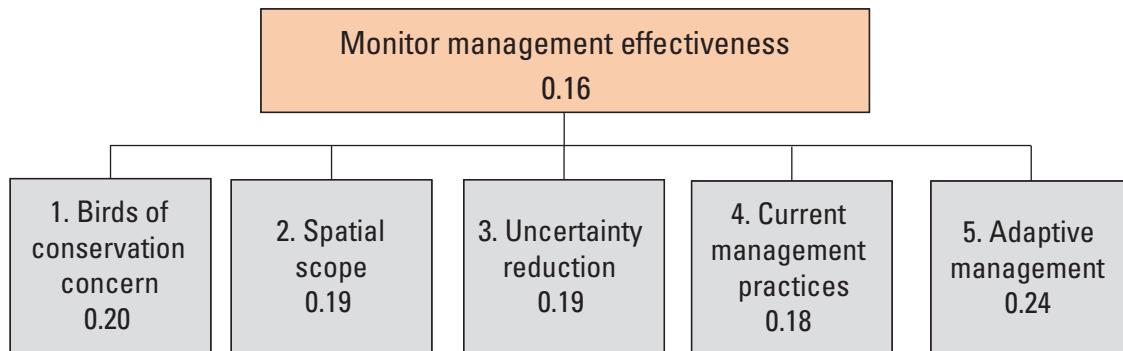 Monitor management effectiveness
0.16
1. Birds of
conservation
concern
0.20
2. Spatial
scope
0.19
3. Uncertainty
reduction
0.19
4. Current
management
practices
0.18
5. Adaptive
management
0.24